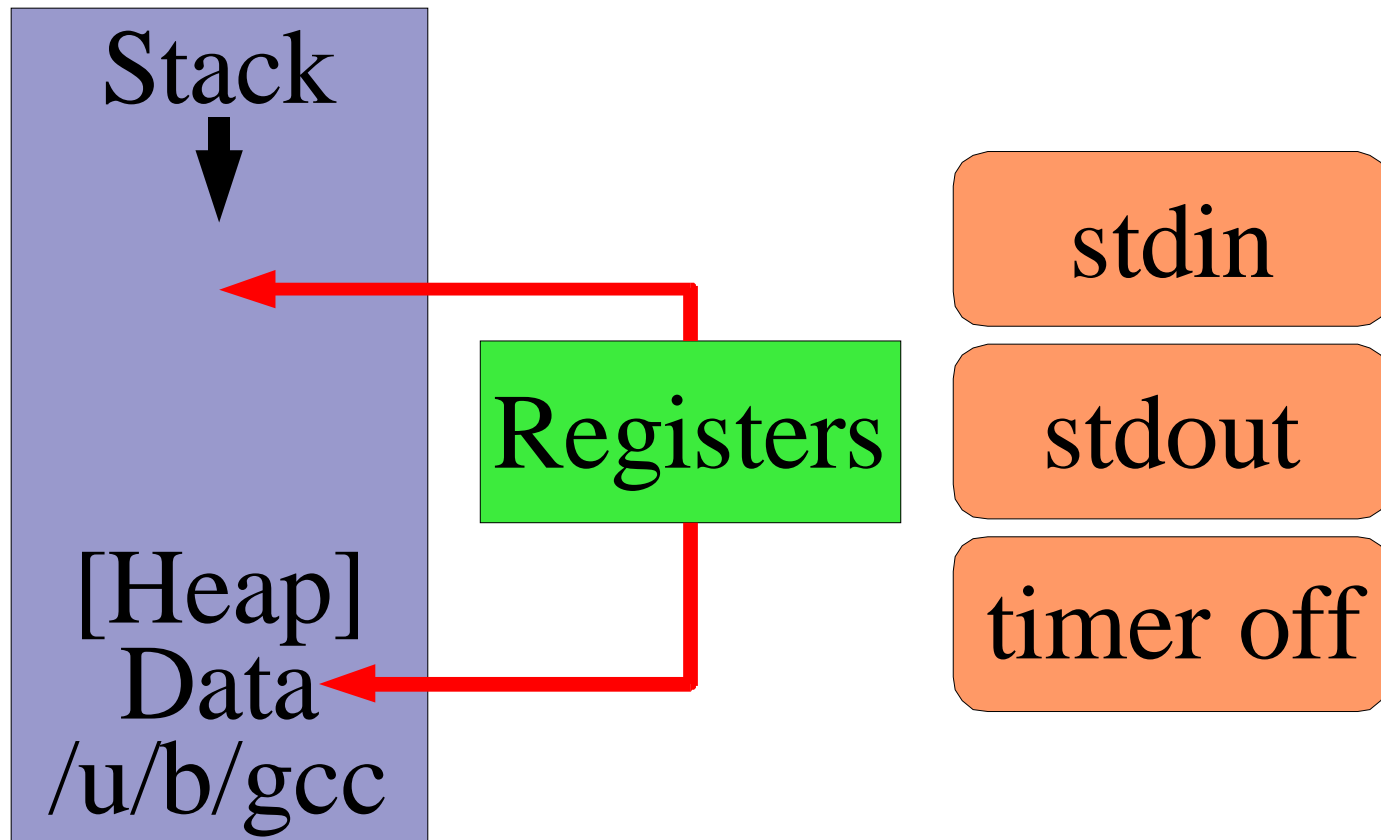 Stack
[Heap]
Data
/u/b/gcc
Registers
stdin
stdout
timer off